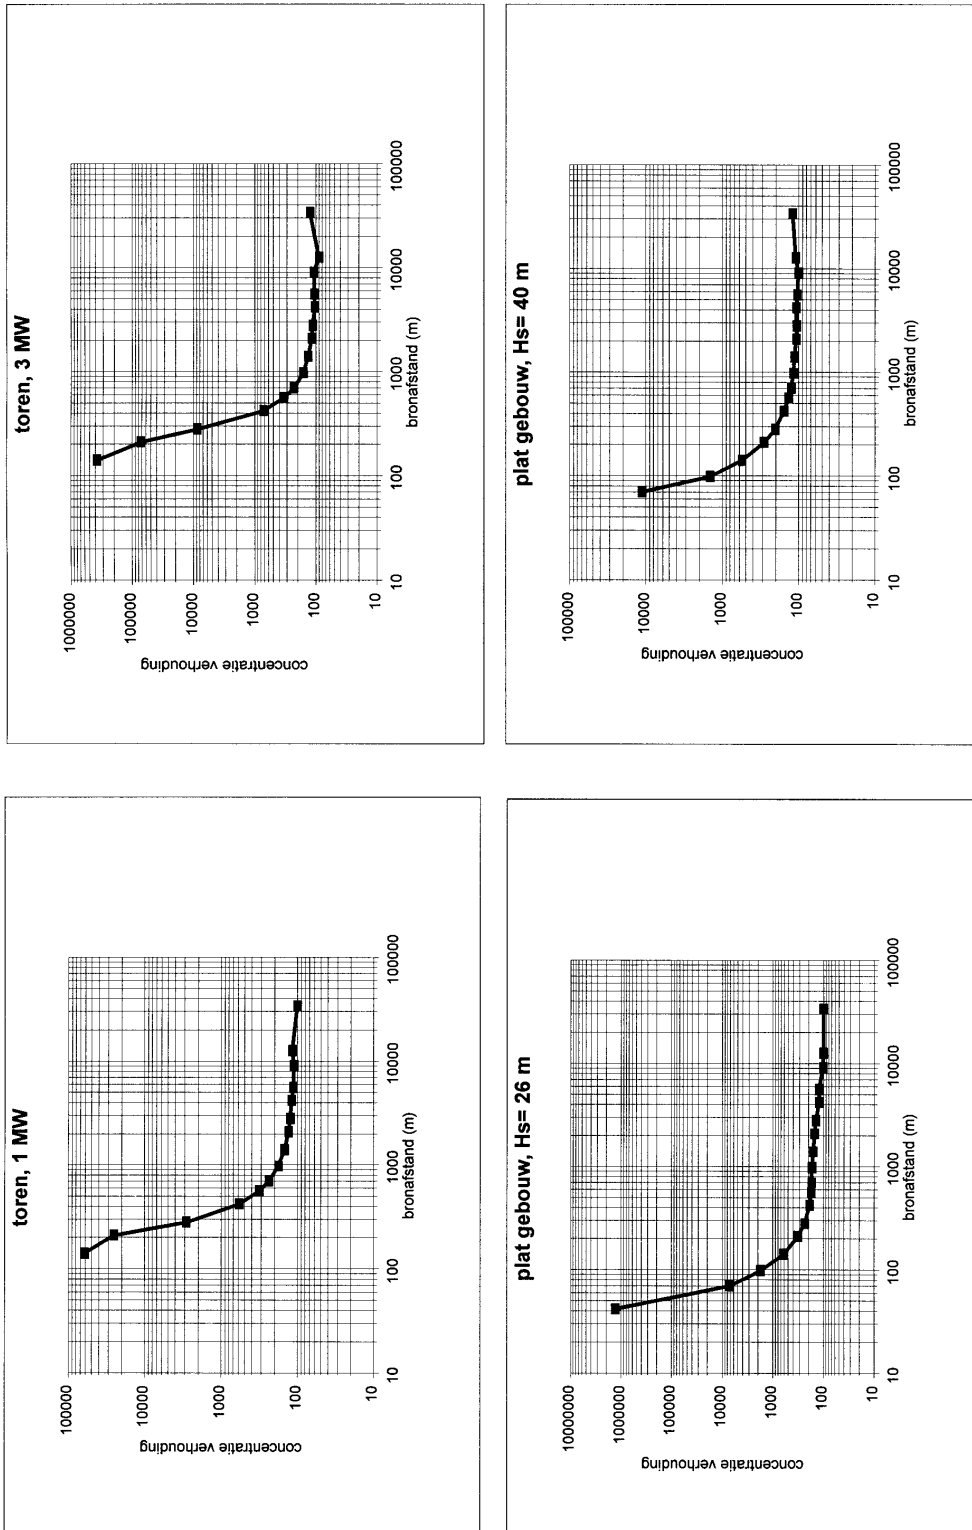 toren, 1 MW
concentratie verhouding
100000
10000
1000
100
10
10 100 1000 10000 100000
bronafstand (m)
toren, 3 MW
concentratie verhouding
1000000
100000
10000
1000
100
10
10 100 1000 10000 100000
bronafstand (m)
plat gebouw, Hs= 26 m
concentratie verhouding
10000000
1000000
100000
10000
1000
100
10
10 100 1000 10000 100000
bronafstand (m)
plat gebouw, Hs= 40 m
concentratie verhouding
100000
10000
1000
100
10
10 100 1000 10000 100000
bronafstand (m)